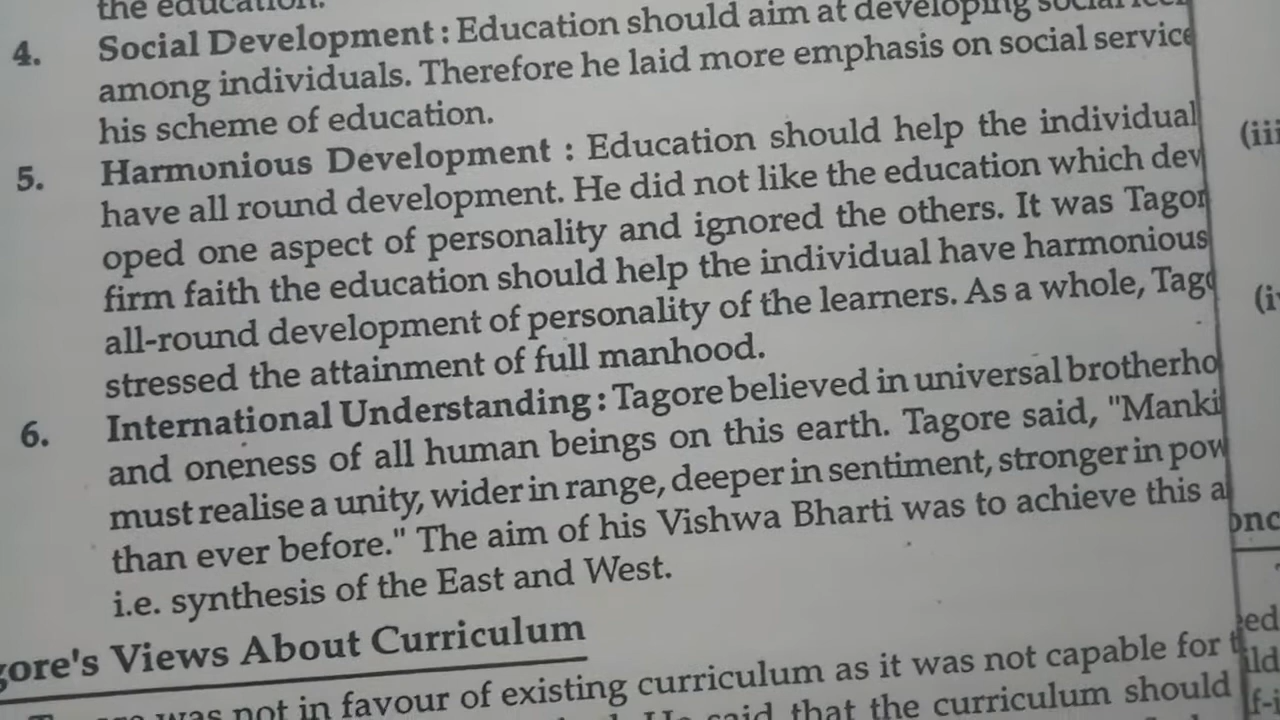 the education.
4. Social Development : Education should aim at developing social
among individuals. Therefore he laid more emphasis on social service
his scheme of education.
5. Harmonious Development : Education should help the individual
have all round development. He did not like the education which dev
oped one aspect of personality and ignored the others. It was Tagor
firm faith the education should help the individual have harmonious
all-round development of personality of the learners. As a whole, Tago
stressed the attainment of full manhood.
6. International Understanding : Tagore believed in universal brotherho
and oneness of all human beings on this earth. Tagore said, "Manki
must realise a unity, wider in range, deeper in sentiment, stronger in pow
than ever before." The aim of his Vishwa Bharti was to achieve this a
i.e. synthesis of the East and West.
gore's Views About Curriculum
was not in favour of existing curriculum as it was not capable for
said that the curriculum should
(iii